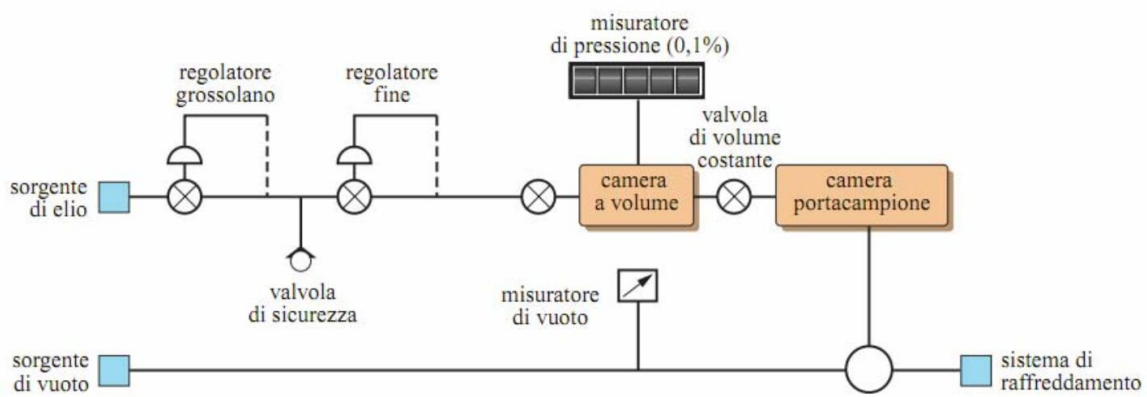 misuratore
di pressione (0,1%)
regolatore
grossolano
regolatore
fine
valvola
di volume
costante
sorgente
di elio
camera
a volume
camera
portacampione
valvola
di sicurezza
misuratore
di vuoto
sorgente
di vuoto
sistema di
raffreddamento